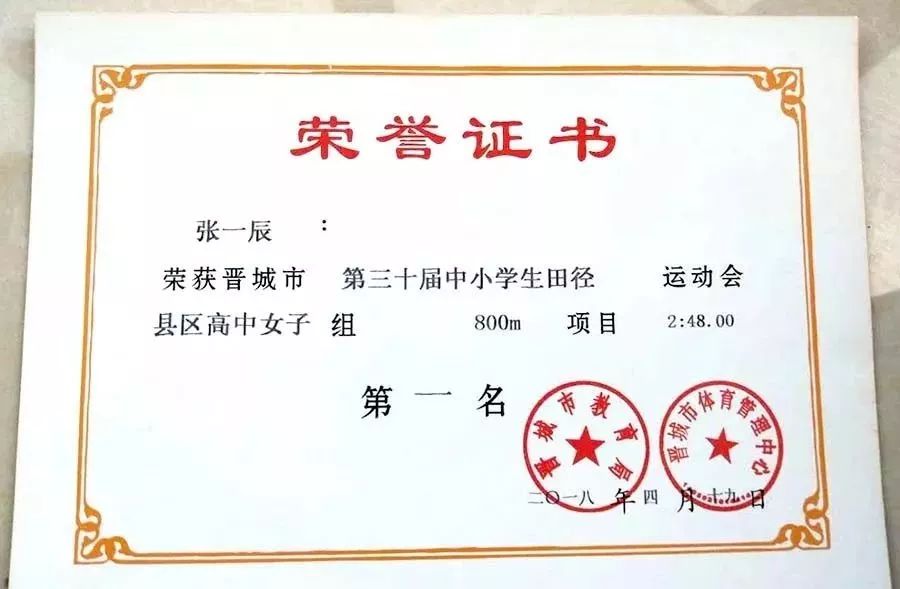 荣誉证书
张一辰：
荣获晋城市 第三十届中小学生田径 运动会
县区高中女子 组 800m 项目 2:48.00
第一名
晋城市教育局
晋城市体育管理中心
二〇一八 年 四 月 十九 日